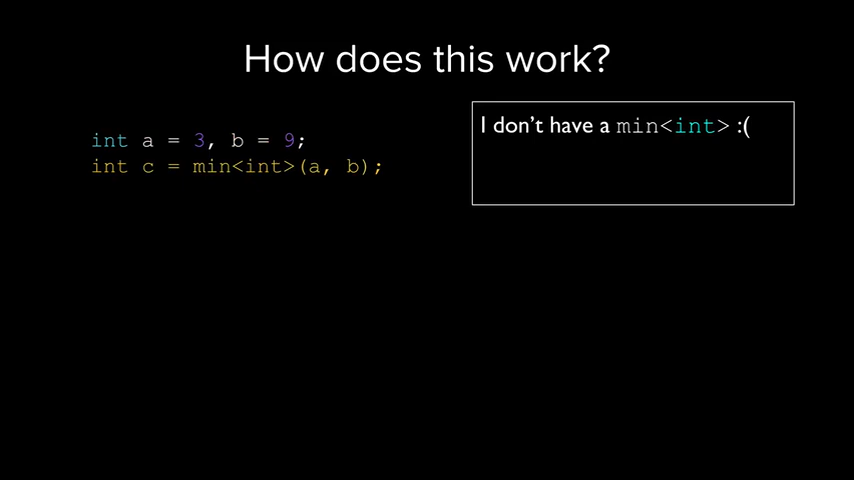 How does this work?
int a = 3, b = 9;
int c = min<int>(a, b);
I don't have a min<int> :(